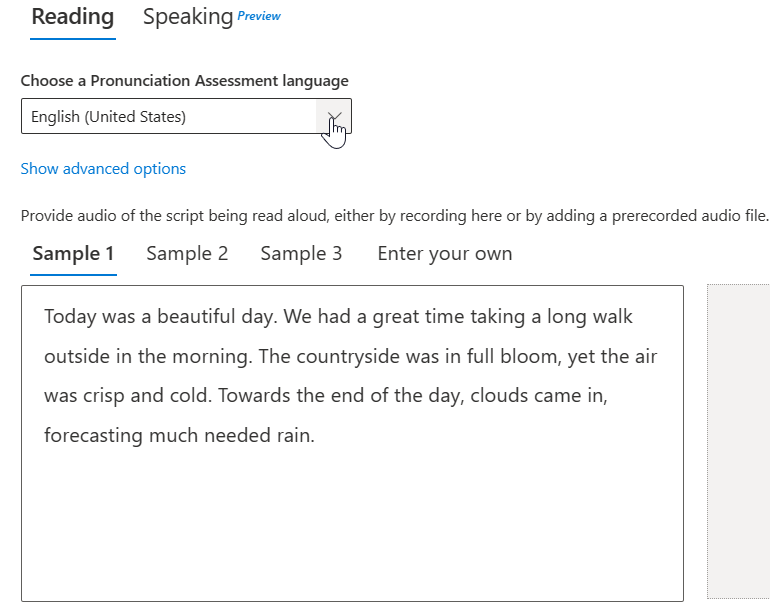 Reading Speaking Preview
Choose a Pronunciation Assessment language
English (United States)
Show advanced options
Provide audio of the script being read aloud, either by recording here or by adding a prerecorded audio file.
Sample 1 Sample 2 Sample 3 Enter your own
Today was a beautiful day. We had a great time taking a long walk
outside in the morning. The countryside was in full bloom, yet the air
was crisp and cold. Towards the end of the day, clouds came in,
forecasting much needed rain.